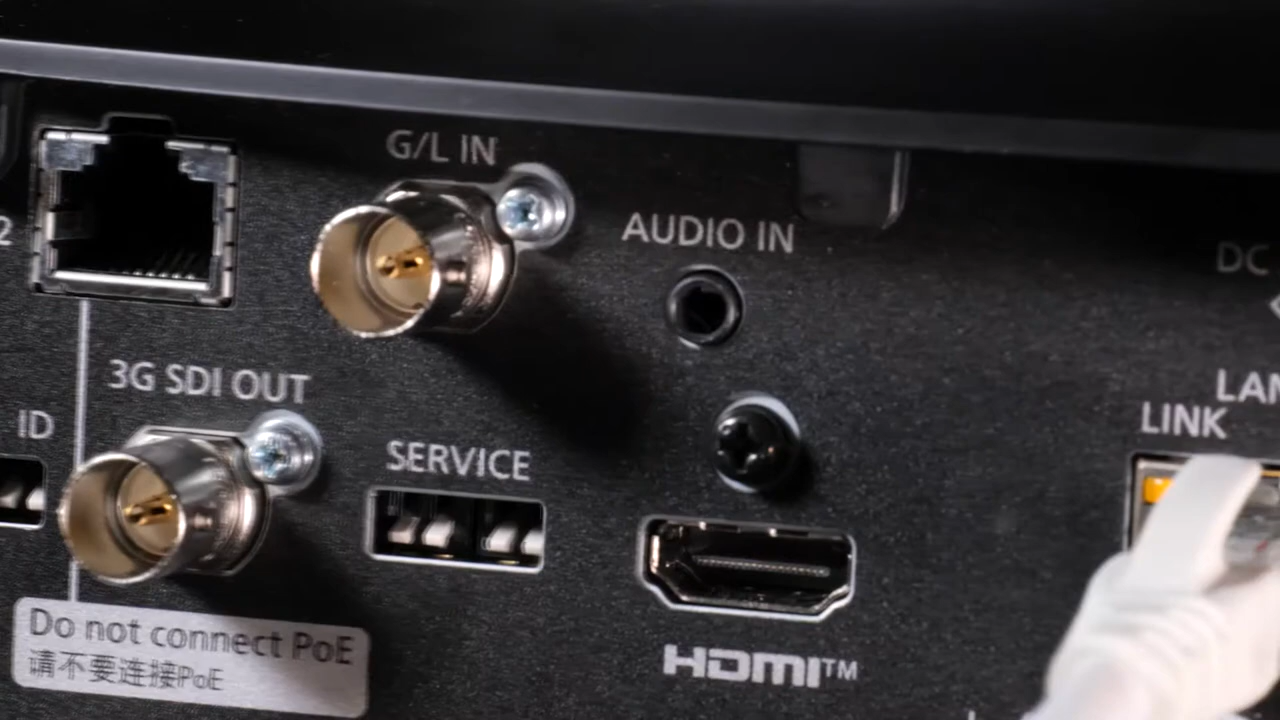 G/L IN
2
AUDIO IN
DC
3G SDI OUT
ID
SERVICE
LAN
LINK
Do not connect PoE
请不要连接PoE
HDMI™